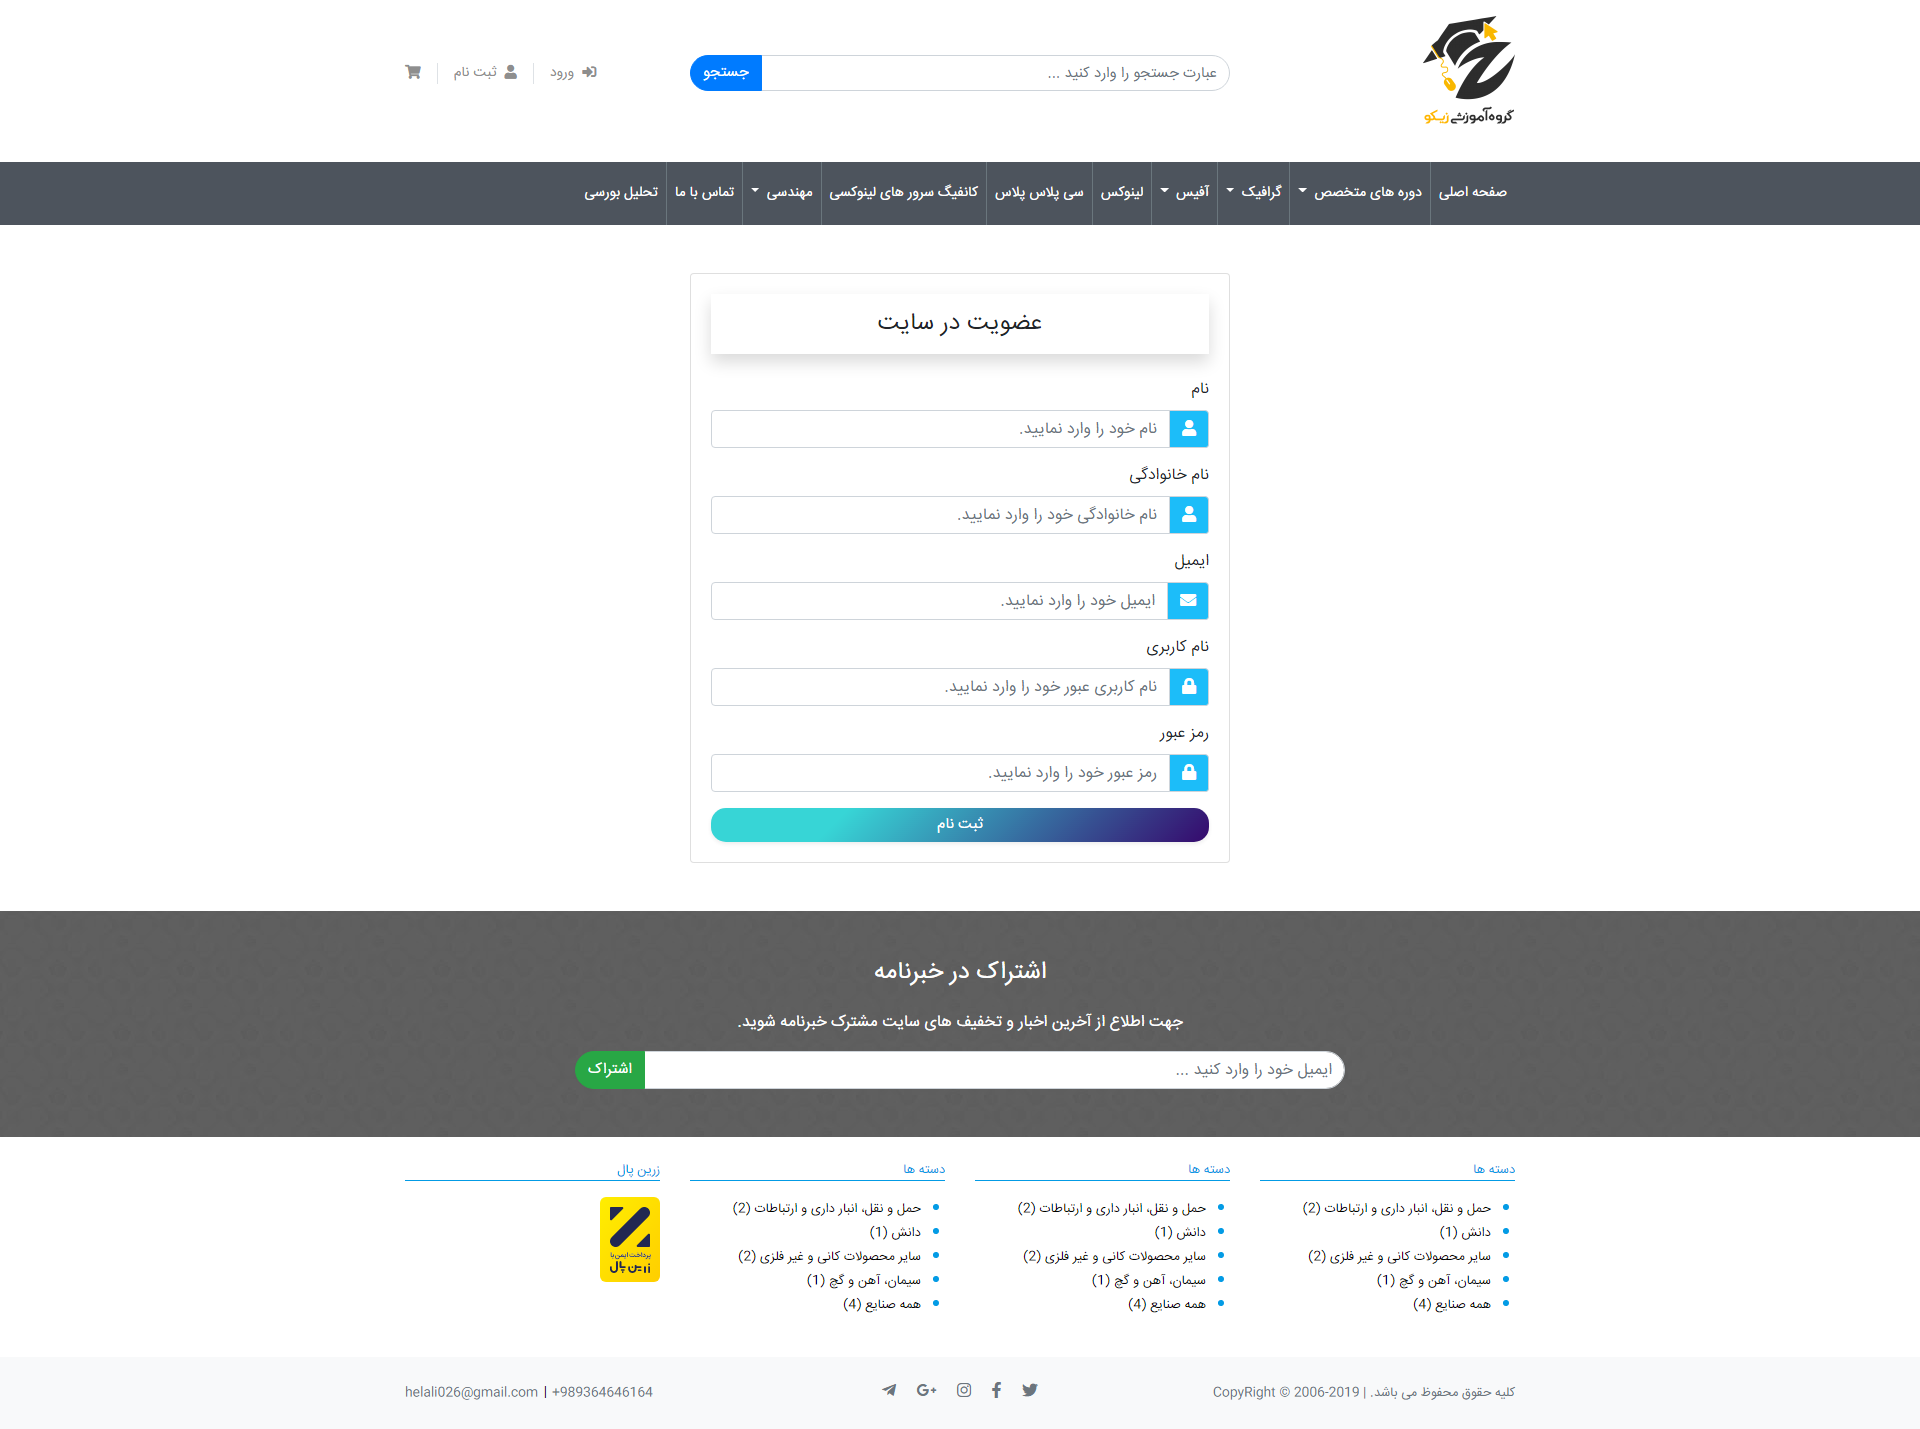 گروه آموزشی زیکو
عبارت جستجو را وارد کنید ...
جستجو
ورود
ثبت نام
صفحه اصلی
دوره های متخصص
گرافیک
آفیس
لینوکس
سی پلاس پلاس
کانفیگ سرور های لینوکسی
مهندسی
تماس با ما
تحلیل بورسی
عضویت در سایت
نام
نام خود را وارد نمایید.
نام خانوادگی
نام خانوادگی خود را وارد نمایید.
ایمیل
ایمیل خود را وارد نمایید.
نام کاربری
نام کاربری عبور خود را وارد نمایید.
رمز عبور
رمز عبور خود را وارد نمایید.
ثبت نام
اشتراک در خبرنامه
جهت اطلاع از آخرین اخبار و تخفیف های سایت مشترک خبرنامه شوید.
ایمیل خود را وارد کنید ...
اشتراک
دسته ها
حمل و نقل، انبار داری و ارتباطات (2)
دانش (1)
سایر محصولات کانی و غیر فلزی (2)
سیمان، آهن و گچ (1)
همه صنایع (4)
دسته ها
حمل و نقل، انبار داری و ارتباطات (2)
دانش (1)
سایر محصولات کانی و غیر فلزی (2)
سیمان، آهن و گچ (1)
همه صنایع (4)
دسته ها
حمل و نقل، انبار داری و ارتباطات (2)
دانش (1)
سایر محصولات کانی و غیر فلزی (2)
سیمان، آهن و گچ (1)
همه صنایع (4)
زرین پال
پرداخت ایمن با
زرین پال
کلیه حقوق محفوظ می باشد. | CopyRight © 2006-2019
helali026@gmail.com | +989364646164